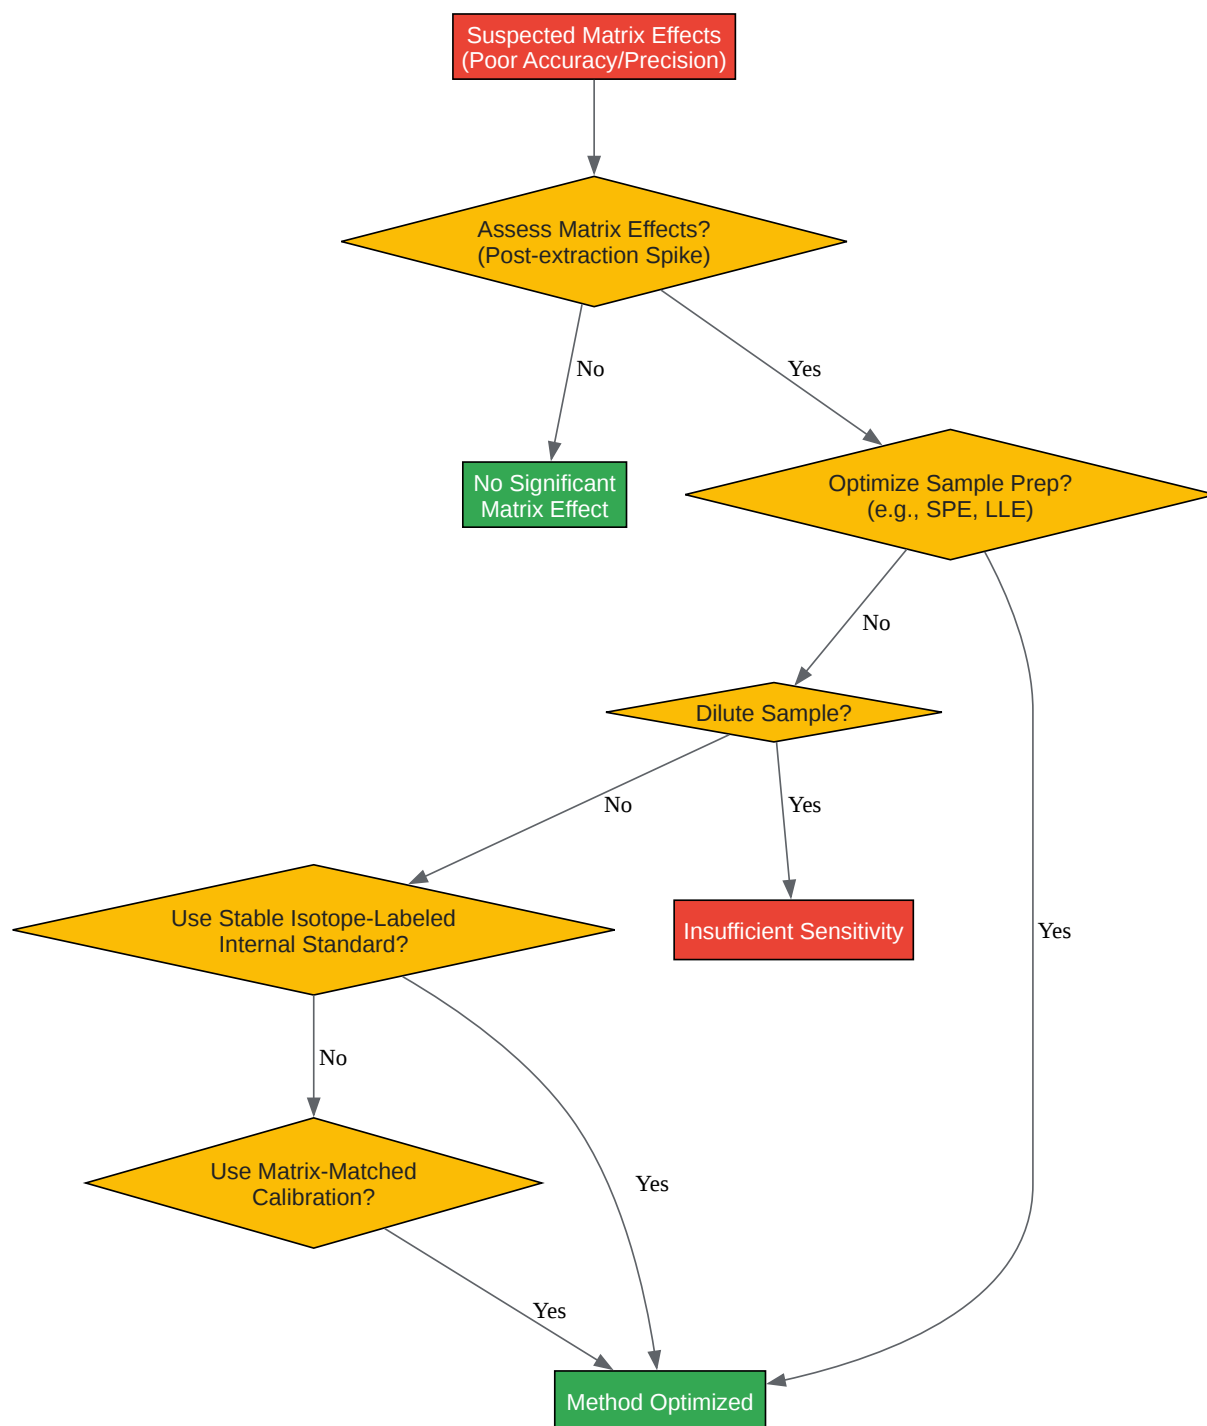 Suspected Matrix Effects
(Poor Accuracy/Precision)
Assess Matrix Effects?
(Post-extraction Spike)
No
Yes
No Significant
Matrix Effect
Optimize Sample Prep?
(e.g., SPE, LLE)
No
Dilute Sample?
No
Yes
Use Stable Isotope-Labeled
Internal Standard?
Insufficient Sensitivity
Yes
No
Use Matrix-Matched
Calibration?
Yes
Yes
Method Optimized